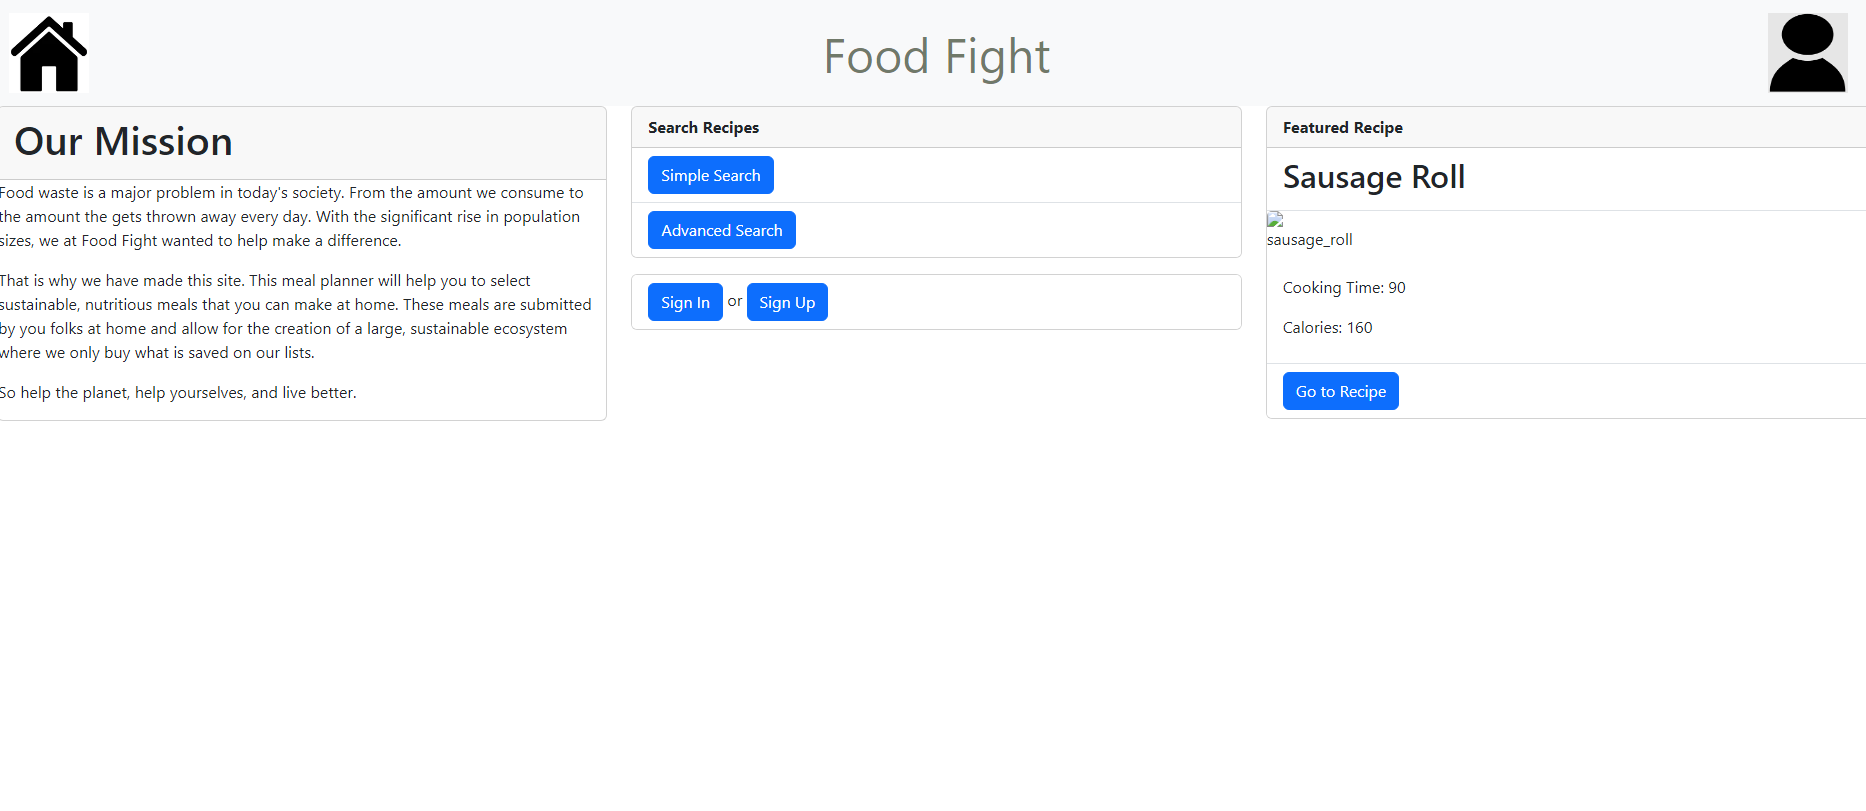 Food Fight
Our Mission
Food waste is a major problem in today's society. From the amount we consume to
the amount the gets thrown away every day. With the significant rise in population
sizes, we at Food Fight wanted to help make a difference.
That is why we have made this site. This meal planner will help you to select
sustainable, nutritious meals that you can make at home. These meals are submitted
by you folks at home and allow for the creation of a large, sustainable ecosystem
where we only buy what is saved on our lists.
So help the planet, help yourselves, and live better.
Search Recipes
Simple Search
Advanced Search
Sign In or Sign Up
Featured Recipe
Sausage Roll
sausage_roll
Cooking Time: 90
Calories: 160
Go to Recipe